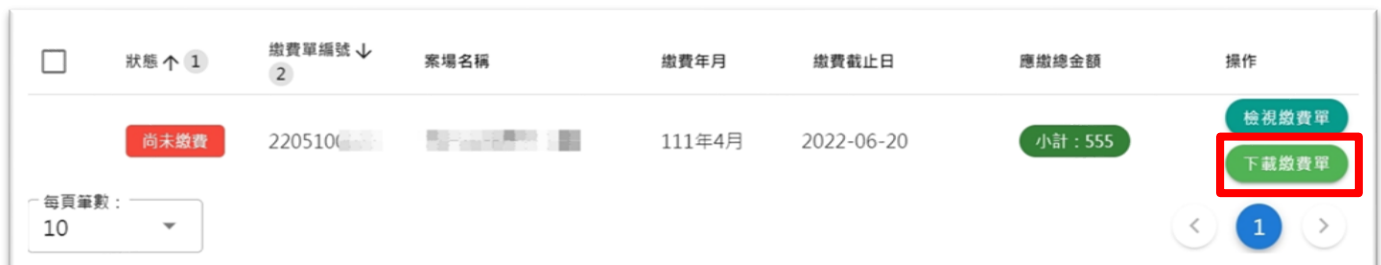 狀態 1
繳費單編號
2
案場名稱
繳費年月
繳費截止日
應繳總金額
操作
尚未繳費
220510
111年4月
2022-06-20
小計：555
檢視繳費單
下載繳費單
每頁筆數：
10
1